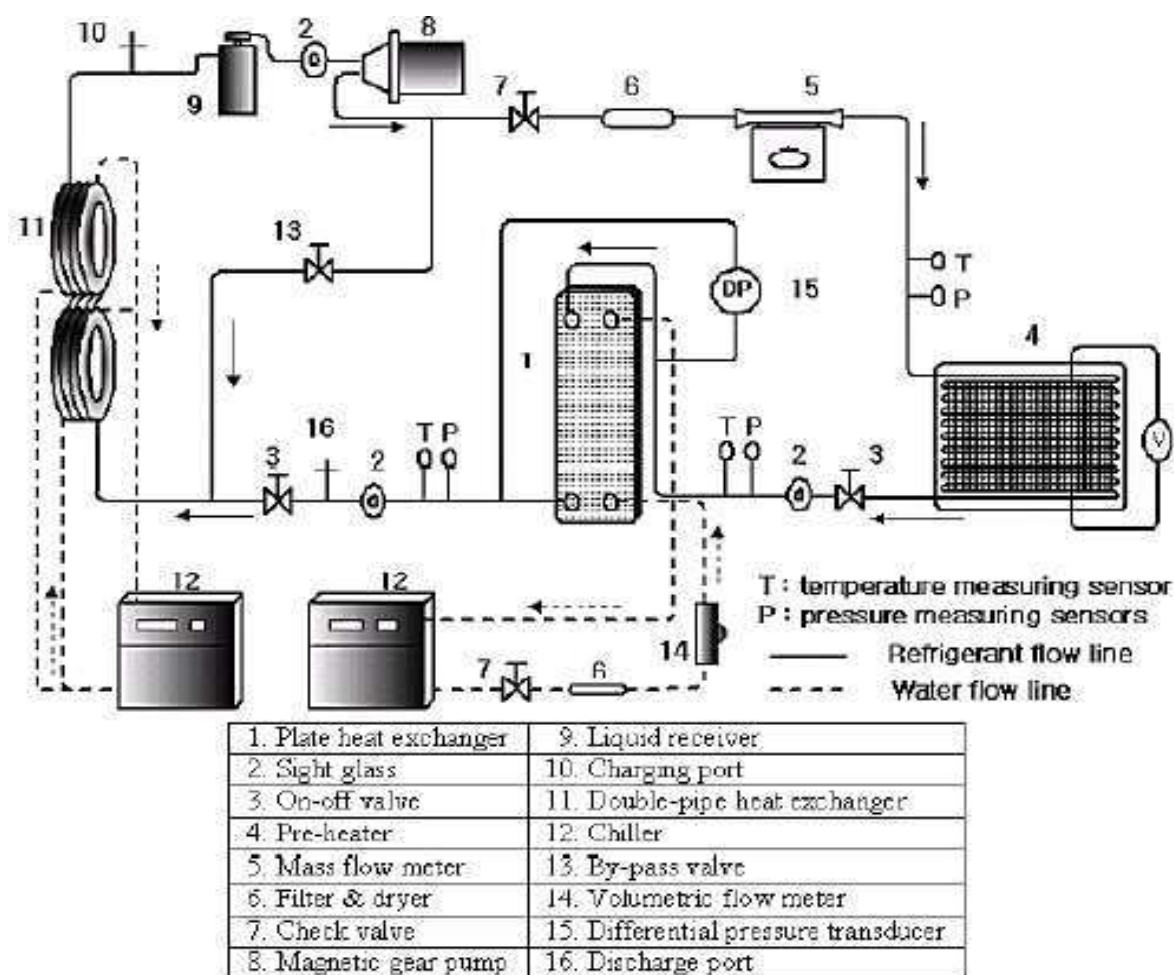 10
2
8
9
7
6
5
11
13
DP
15
T
P
1
4
T P
T P
16
3
2
2
3
V
12
12
14
7
6
T : temperature measuring sensor
P : pressure measuring sensors
Refrigerant flow line
Water flow line
1. Plate heat exchanger 9. Liquid receiver
2. Sight glass 10. Charging port
3. On-off valve 11. Double-pipe heat exchanger
4. Pre-heater 12. Chiller
5. Mass flow meter 13. By-pass valve
6. Filter & dryer 14. Volumetric flow meter
7. Check valve 15. Differential pressure transducer
8. Magnetic gear pump 16. Discharge port